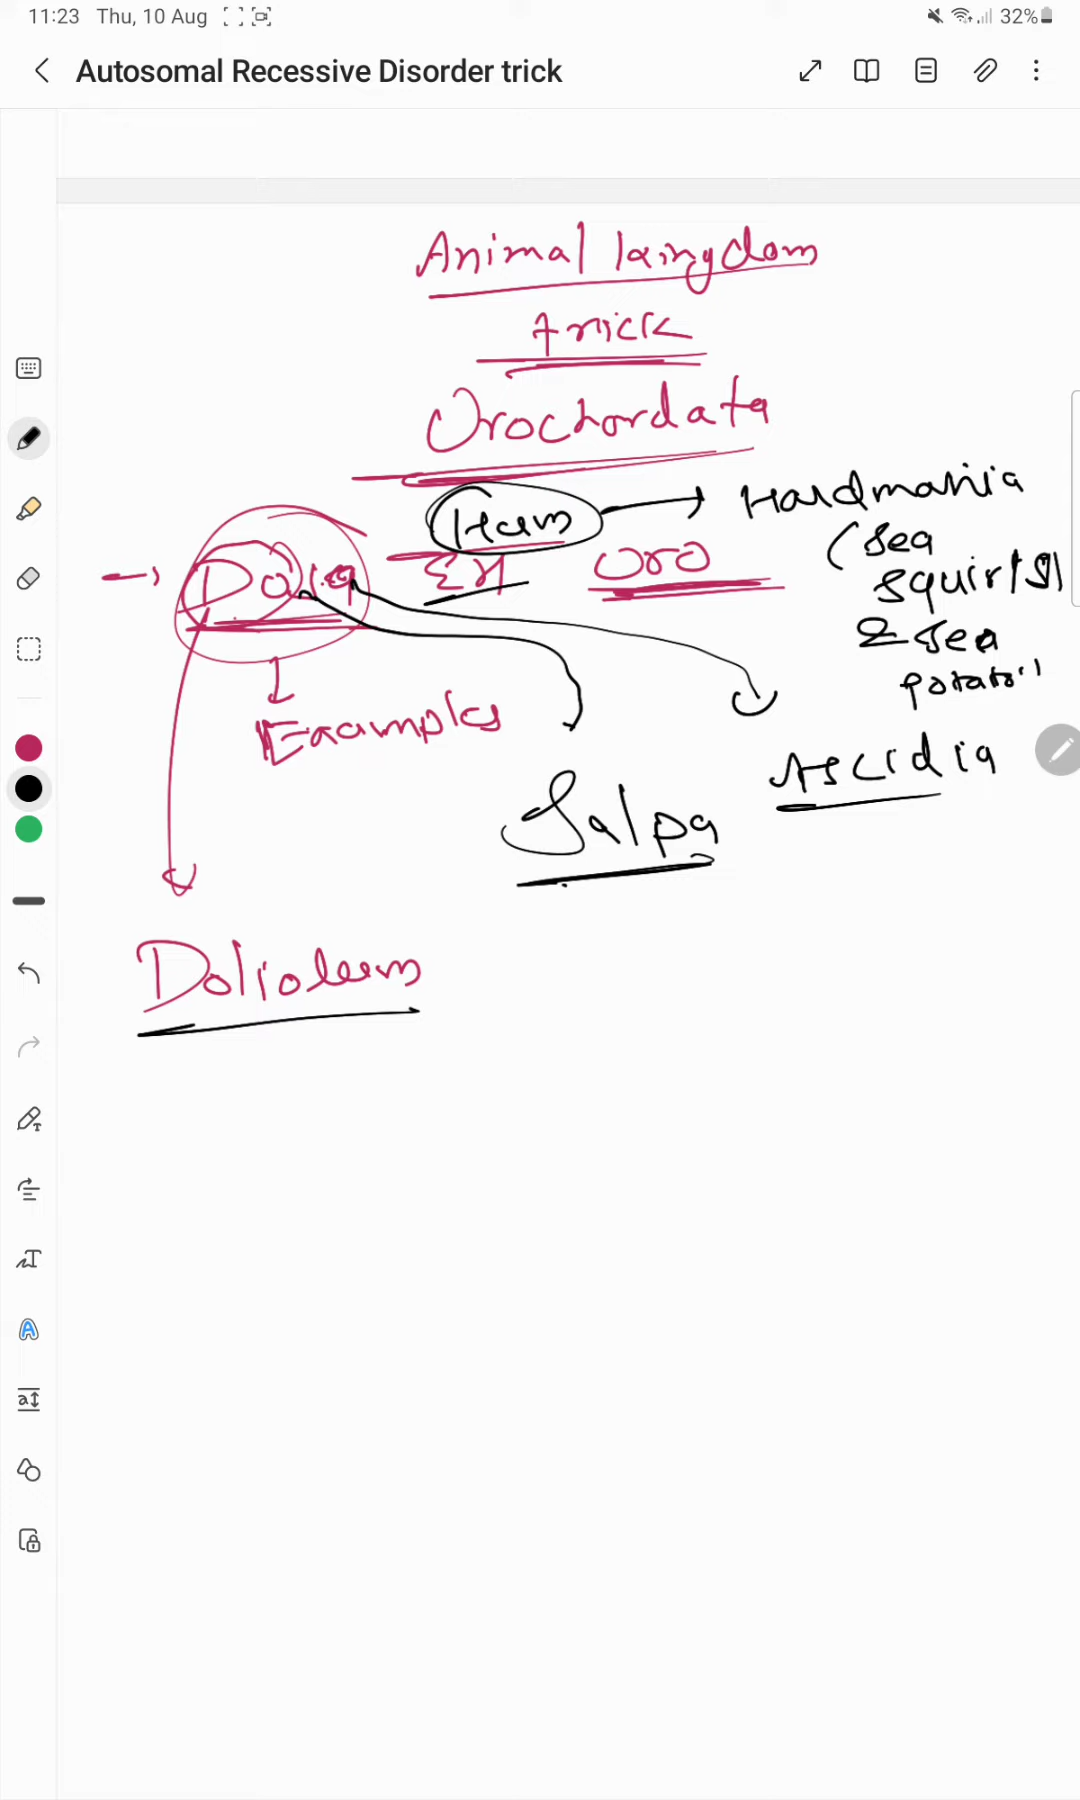 11:23 Thu, 10 Aug
32%
Autosomal Recessive Disorder trick
Animal kingdom
trick
Urochordata
Ham → Hardmania
(sea
squirts)
& sea
potato"
Examples
Ascidia
Salpa
Doliolum